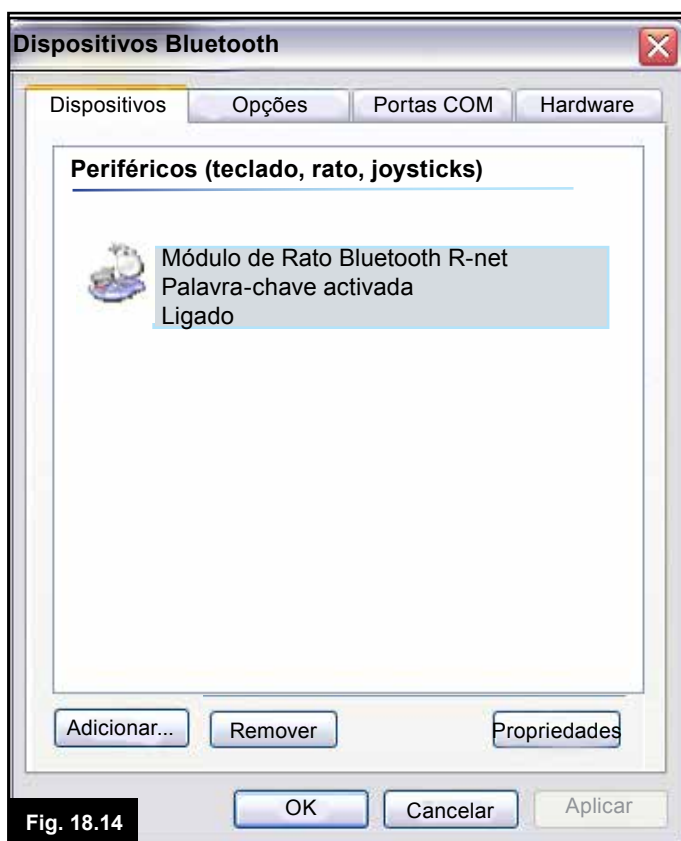 Dispositivos Bluetooth
Dispositivos Opções Portas COM Hardware
Periféricos (teclado, rato, joysticks)
Módulo de Rato Bluetooth R-net
Palavra-chave activada
Ligado
Adicionar... Remover Propriedades
OK Cancelar Aplicar
Fig. 18.14